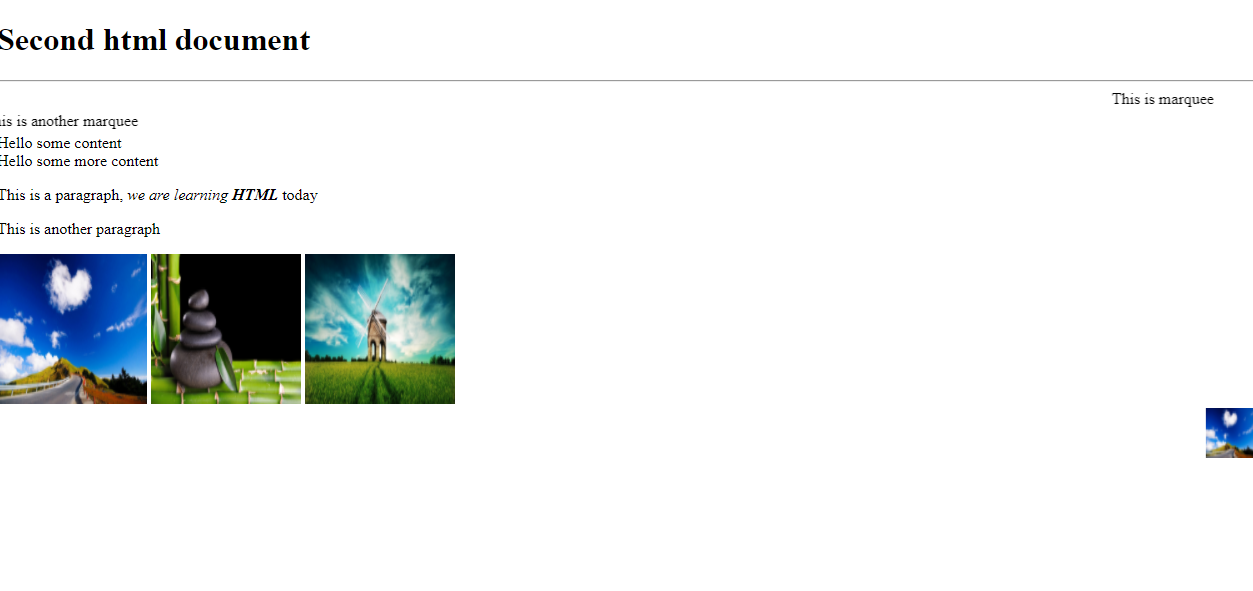 Second html document
This is marquee
is is another marquee
Hello some content
Hello some more content
This is a paragraph, we are learning HTML today
This is another paragraph